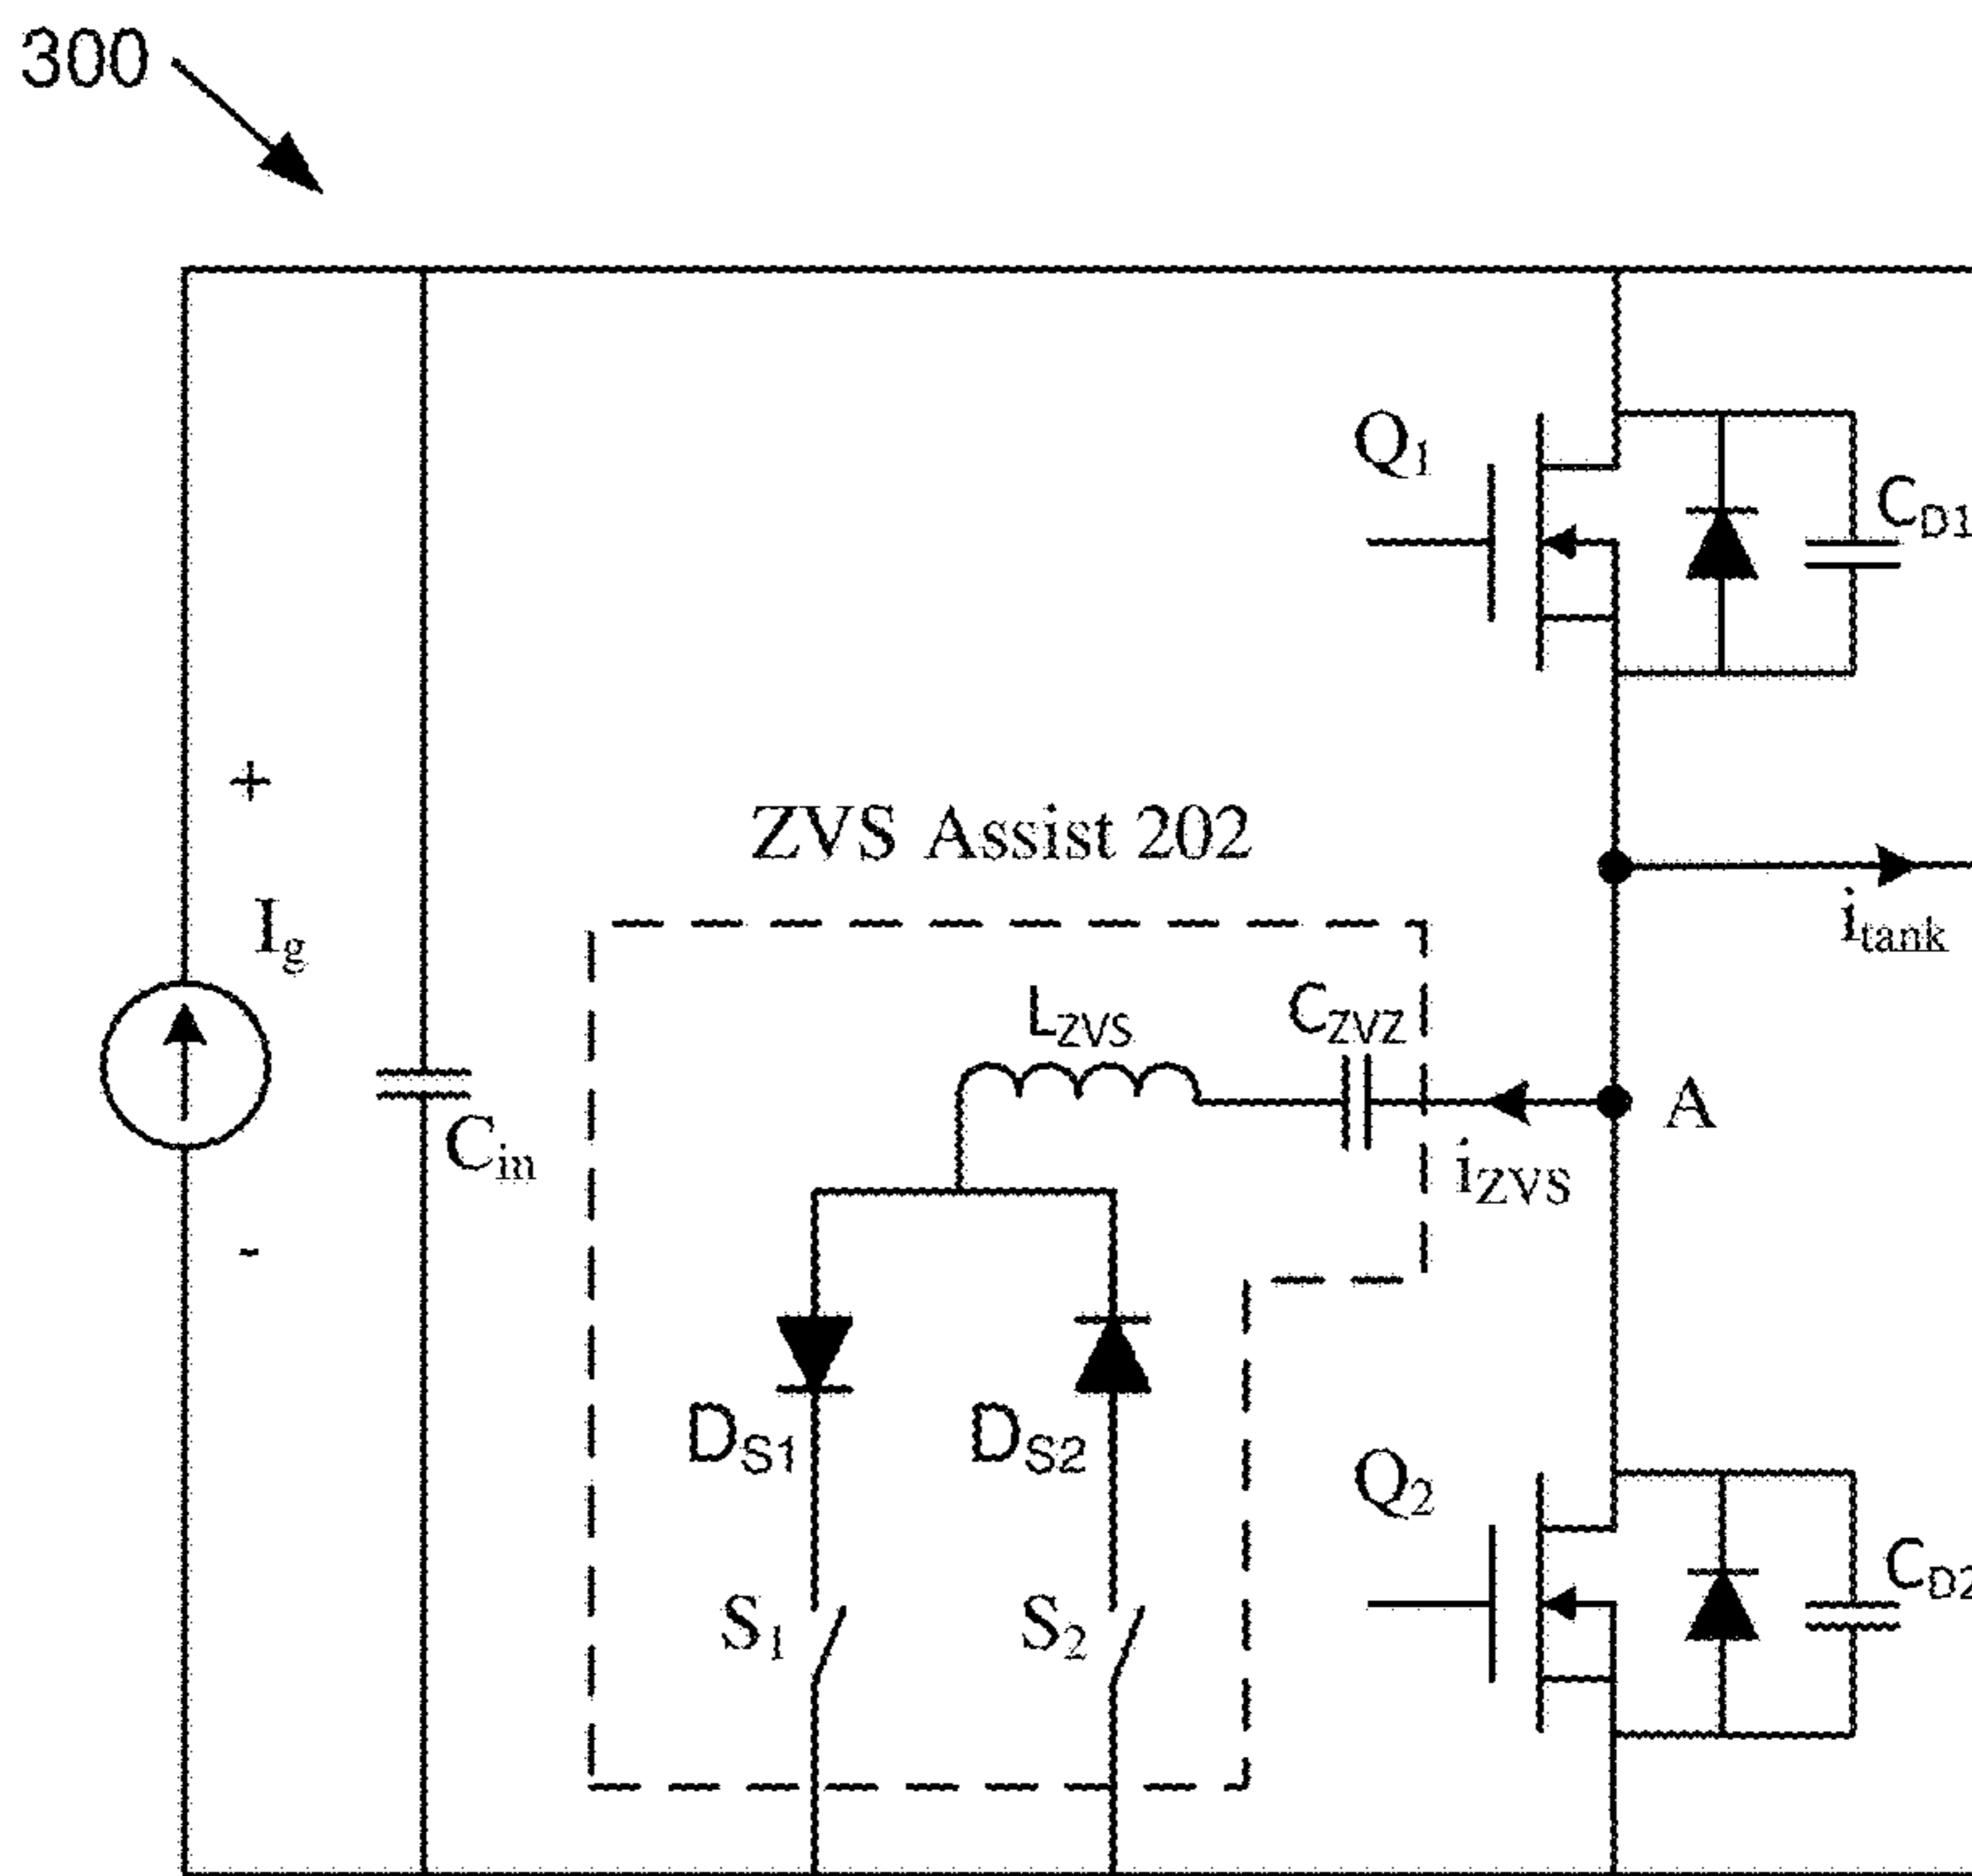 300
Q1
CD1
+
ZVS Assist 202
Ig
itank
LZVS
CZVZ
A
Cin
iZVS
-
DS1
DS2
Q2
CD2
S1
S2